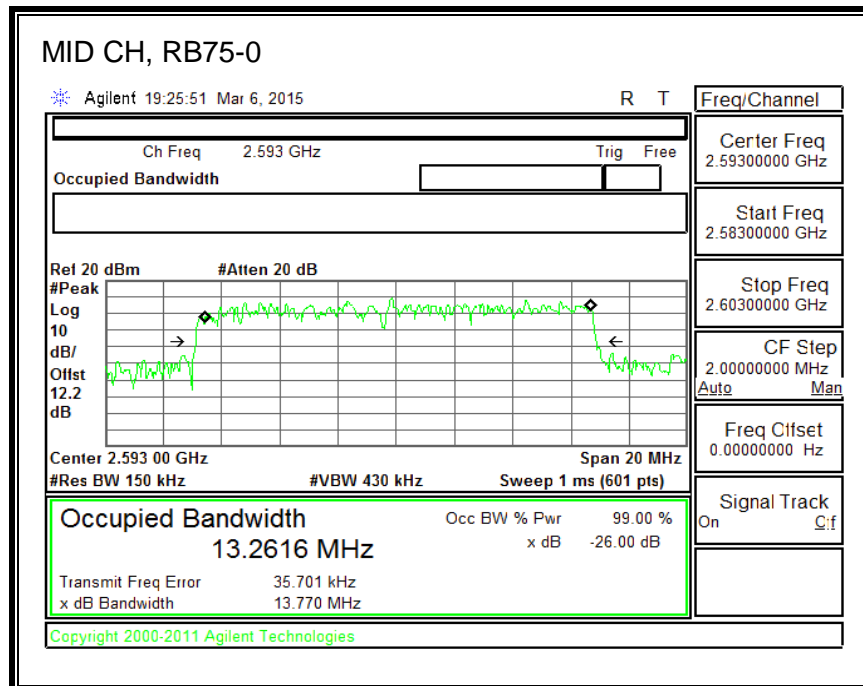 MID CH, RB75-0
Agilent 19:25:51 Mar 6, 2015 R T
Freq/Channel
Ch Freq 2.593 GHz Trig Free
Occupied Bandwidth
Center Freq
2.59300000 GHz
Start Freq
2.58300000 GHz
Stop Freq
2.60300000 GHz
CF Step
2.00000000 MHz
Auto Man
Freq Offset
0.00000000 Hz
Signal Track
On Off
Ref 20 dBm #Atten 20 dB
#Peak
Log
10
dB/
Offst
12.2
dB
Center 2.593 00 GHz Span 20 MHz
#Res BW 150 kHz #VBW 430 kHz Sweep 1 ms (601 pts)
Occupied Bandwidth Occ BW % Pwr 99.00 %
13.2616 MHz x dB -26.00 dB
Transmit Freq Error 35.701 kHz
x dB Bandwidth 13.770 MHz
Copyright 2000-2011 Agilent Technologies